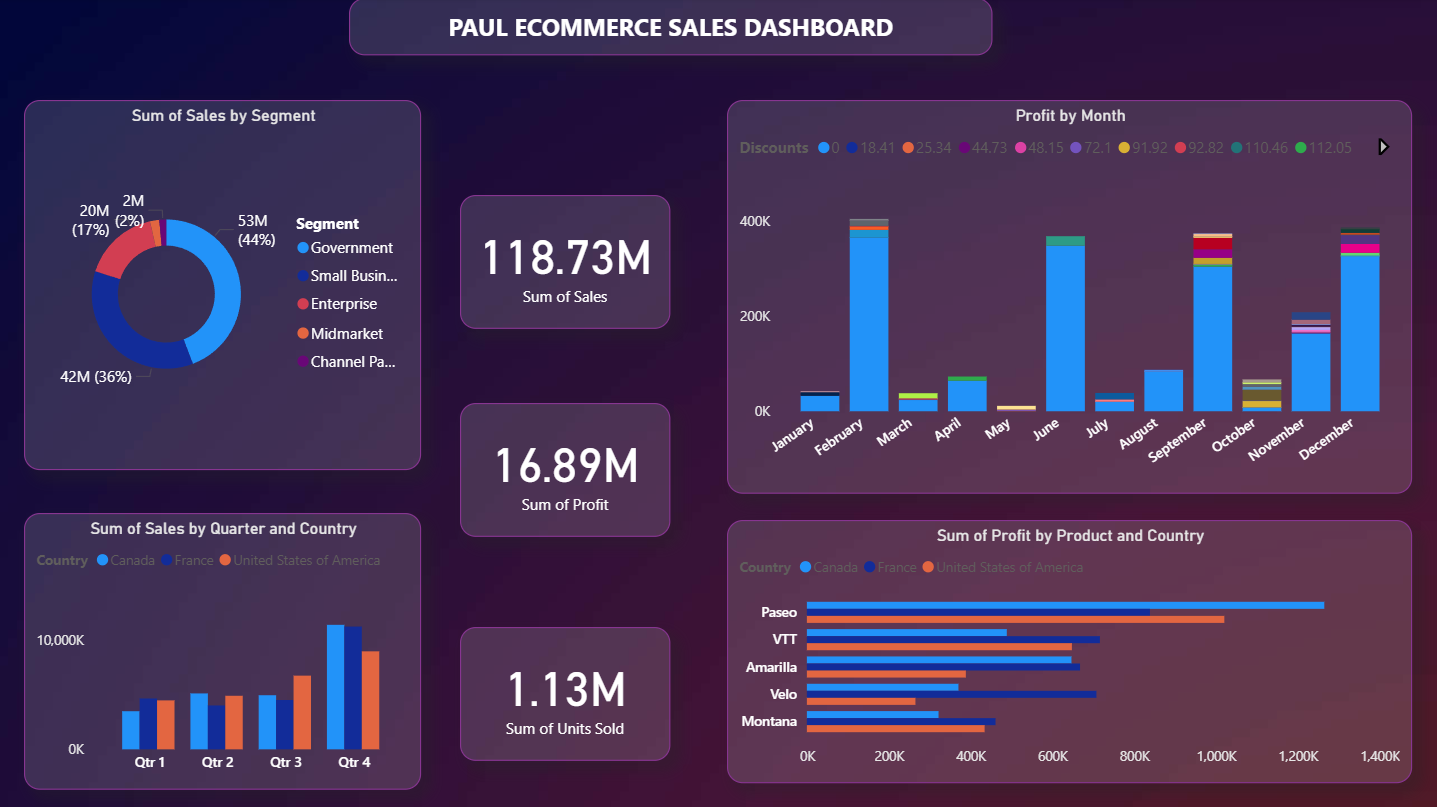 PAUL ECOMMERCE SALES DASHBOARD
Sum of Sales by Segment
2M
(2%)
20M
(17%)
53M
(44%)
42M (36%)
Segment
Government
Small Busin...
Enterprise
Midmarket
Channel Pa...
118.73M
Sum of Sales
16.89M
Sum of Profit
1.13M
Sum of Units Sold
Profit by Month
Discounts 0 18.41 25.34 44.73 48.15 72.1 91.92 92.82 110.46 112.05
400K
200K
0K
January February March April May June July August September October November December
Sum of Sales by Quarter and Country
Country Canada France United States of America
10,000K
0K
Qtr 1 Qtr 2 Qtr 3 Qtr 4
Sum of Profit by Product and Country
Country Canada France United States of America
Paseo
VTT
Amarilla
Velo
Montana
0K 200K 400K 600K 800K 1,000K 1,200K 1,400K